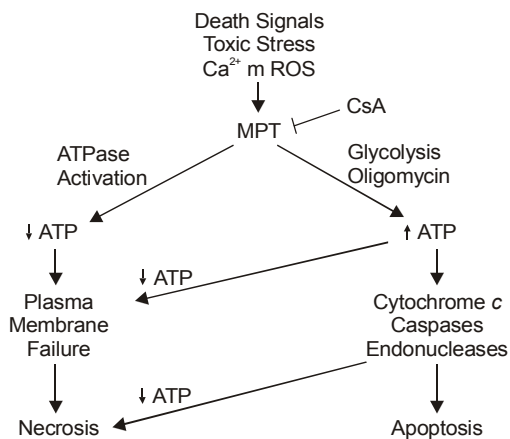 Death Signals
Toxic Stress
Ca²⁺ m ROS
CsA
MPT
ATPase
Activation
Glycolysis
Oligomycin
↓ ATP
↑ ATP
↓ ATP
Plasma
Membrane
Failure
Cytochrome c
Caspases
Endonucleases
↓ ATP
Necrosis
Apoptosis